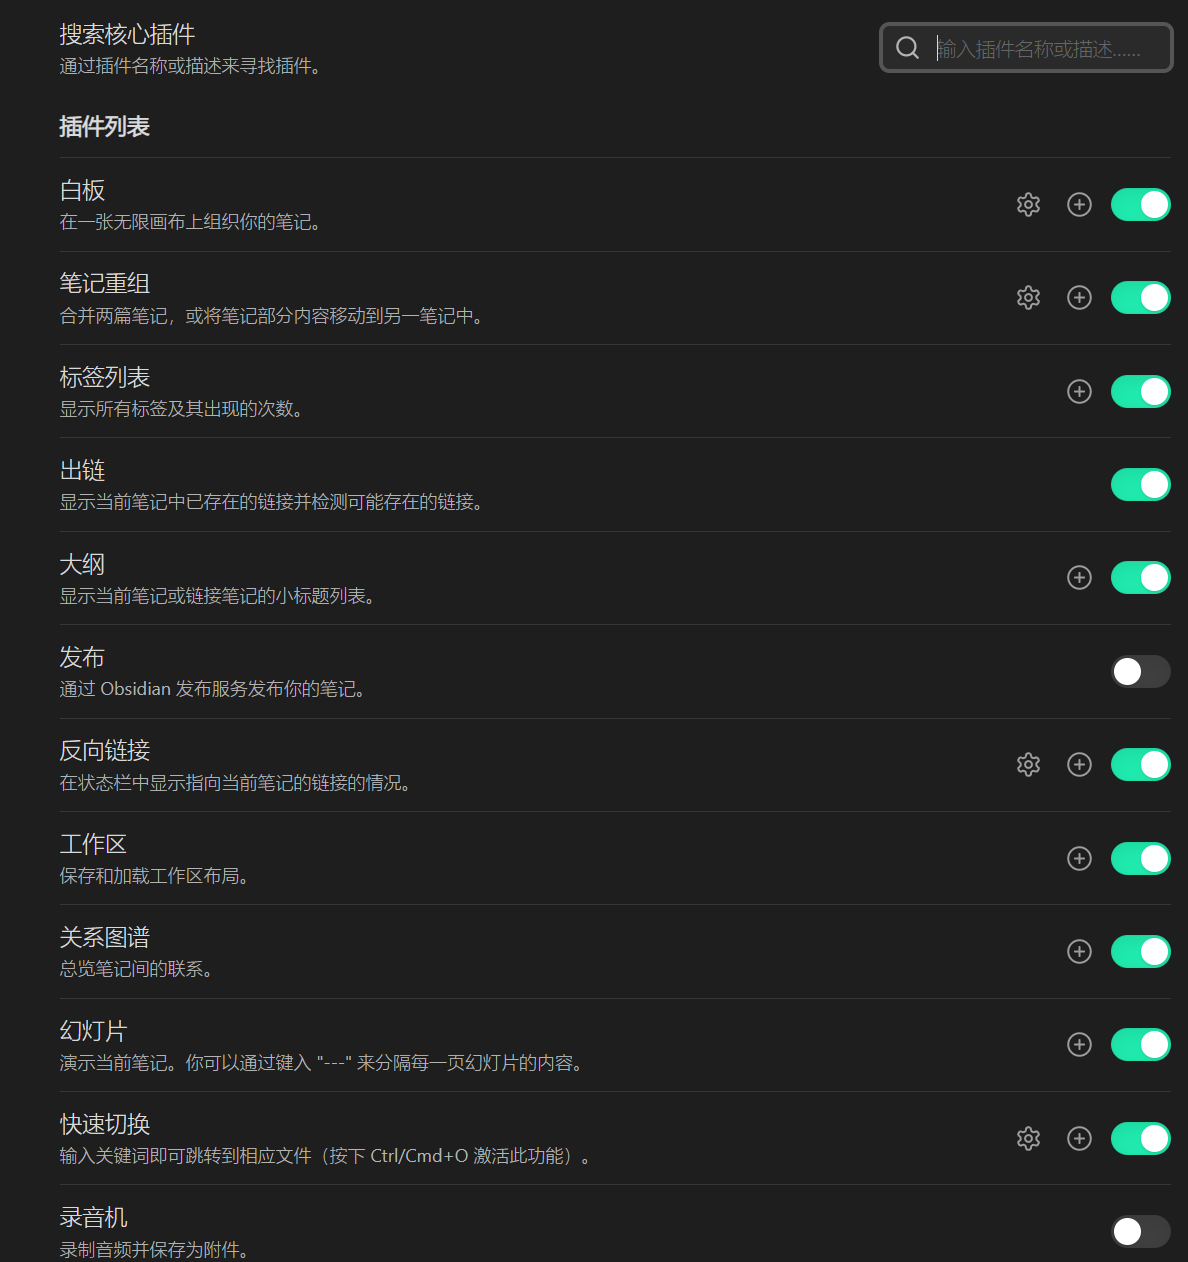 搜索核心插件
输入插件名称或描述......
通过插件名称或描述来寻找插件。
插件列表
白板
在一张无限画布上组织你的笔记。
笔记重组
合并两篇笔记，或将笔记部分内容移动到另一笔记中。
标签列表
显示所有标签及其出现的次数。
出链
显示当前笔记中已存在的链接并检测可能存在的链接。
大纲
显示当前笔记或链接笔记的小标题列表。
发布
通过 Obsidian 发布服务发布你的笔记。
反向链接
在状态栏中显示指向当前笔记的链接的情况。
工作区
保存和加载工作区布局。
关系图谱
总览笔记间的联系。
幻灯片
演示当前笔记。你可以通过键入 "---" 来分隔每一页幻灯片的内容。
快速切换
输入关键词即可跳转到相应文件（按下 Ctrl/Cmd+O 激活此功能）。
录音机
录制音频并保存为附件。